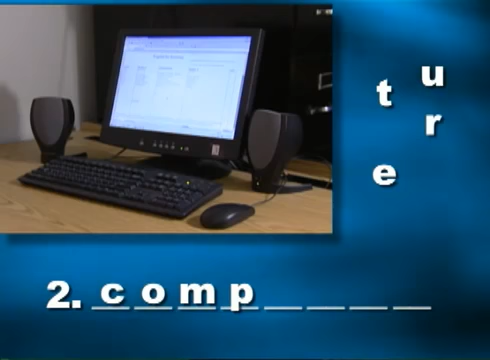 u
t
r
e
2. c o m p _ _ _ _